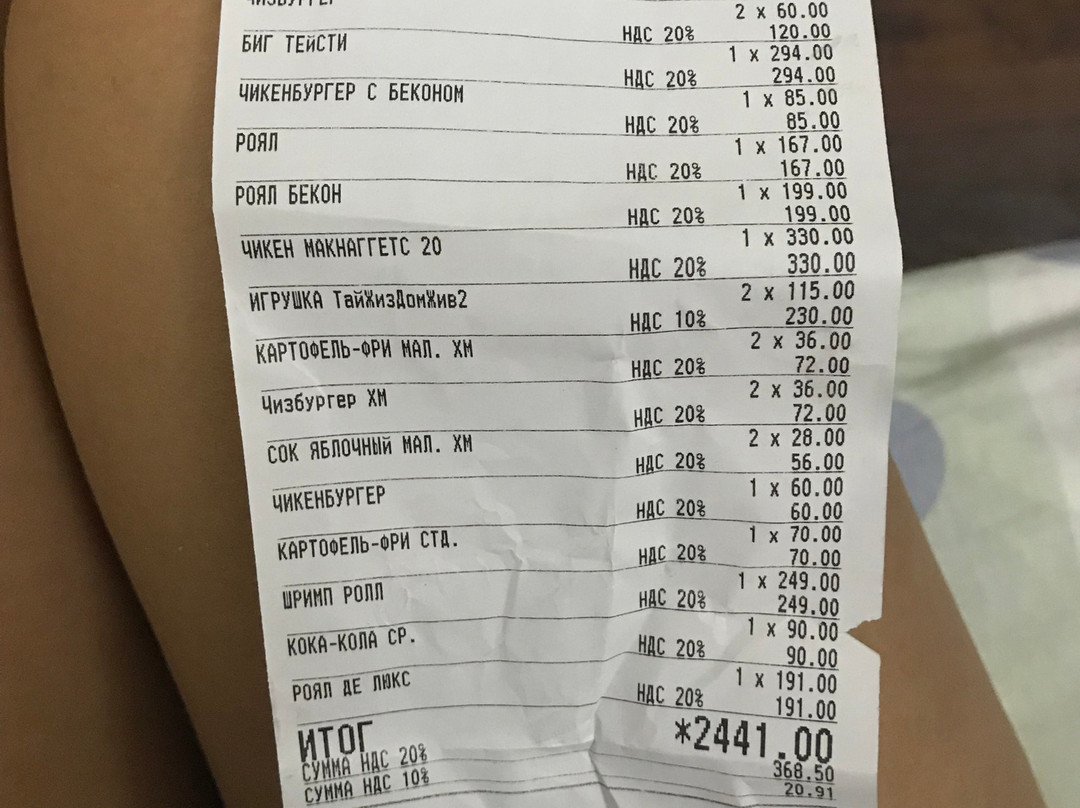 ЧИЗБУРГЕР
2 x 60.00
НДС 20% 120.00
БИГ ТЕЙСТИ
1 x 294.00
НДС 20% 294.00
ЧИКЕНБУРГЕР С БЕКОНОМ
1 x 85.00
НДС 20% 85.00
РОЯЛ
1 x 167.00
НДС 20% 167.00
РОЯЛ БЕКОН
1 x 199.00
НДС 20% 199.00
ЧИКЕН МАКНАГГЕТС 20
1 x 330.00
НДС 20% 330.00
ИГРУШКА ТайЖизДомЖив2
2 x 115.00
НДС 10% 230.00
КАРТОФЕЛЬ-ФРИ МАЛ. ХМ
2 x 36.00
НДС 20% 72.00
Чизбургер ХМ
2 x 36.00
НДС 20% 72.00
СОК ЯБЛОЧНЫЙ МАЛ. ХМ
2 x 28.00
НДС 20% 56.00
ЧИКЕНБУРГЕР
1 x 60.00
НДС 20% 60.00
КАРТОФЕЛЬ-ФРИ СТД.
1 x 70.00
НДС 20% 70.00
ШРИМП РОЛЛ
1 x 249.00
НДС 20% 249.00
КОКА-КОЛА СР.
1 x 90.00
НДС 20% 90.00
РОЯЛ ДЕ ЛЮКС
1 x 191.00
НДС 20% 191.00
ИТОГ *2441.00
СУММА НДС 20% 368.50
СУММА НДС 10% 20.91